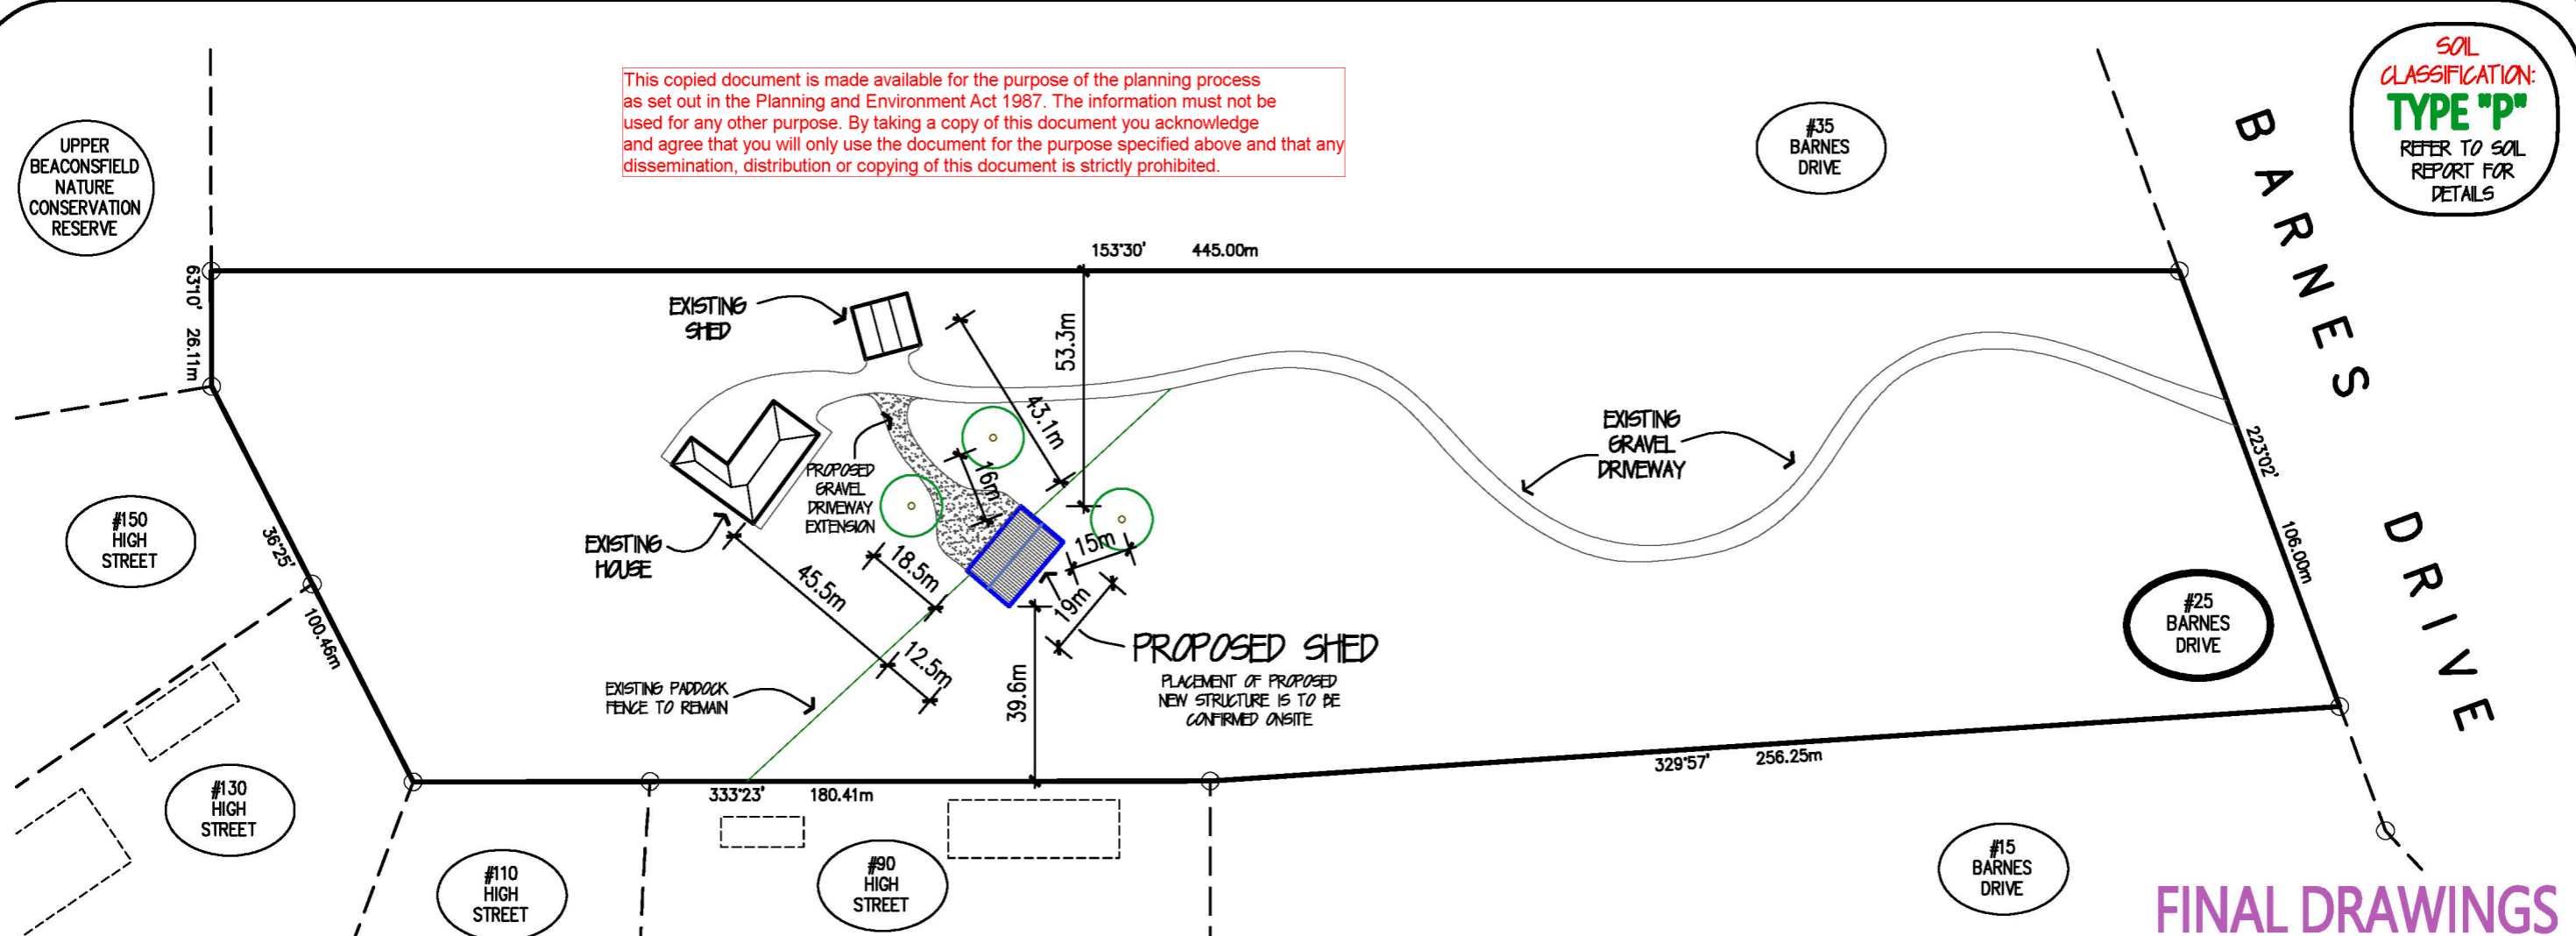 This copied document is made available for the purpose of the planning process
as set out in the Planning and Environment Act 1987. The information must not be
used for any other purpose. By taking a copy of this document you acknowledge
and agree that you will only use the document for the purpose specified above and that any
dissemination, distribution or copying of this document is strictly prohibited.
SOIL
CLASSIFICATION:
TYPE "P"
REFER TO SOIL
REPORT FOR
DETAILS
UPPER
BEACONSFIELD
NATURE
CONSERVATION
RESERVE
#35
BARNES
DRIVE
BARNES DRIVE
153°30' 445.00m
63°10' 26.11m
EXISTING
SHED
53.3m
43.1m
16m
PROPOSED
GRAVEL
DRIVEWAY
EXTENSION
EXISTING
GRAVEL
DRIVEWAY
223°02' 106.00m
#150
HIGH
STREET
36°25' 100.46m
EXISTING
HOUSE
45.5m
18.5m
12.5m
15m
19m
39.6m
PROPOSED SHED
PLACEMENT OF PROPOSED
NEW STRUCTURE IS TO BE
CONFIRMED ONSITE
EXISTING PADDOCK
FENCE TO REMAIN
#25
BARNES
DRIVE
329°57' 256.25m
333°23' 180.41m
#130
HIGH
STREET
#110
HIGH
STREET
#90
HIGH
STREET
#15
BARNES
DRIVE
FINAL DRAWINGS